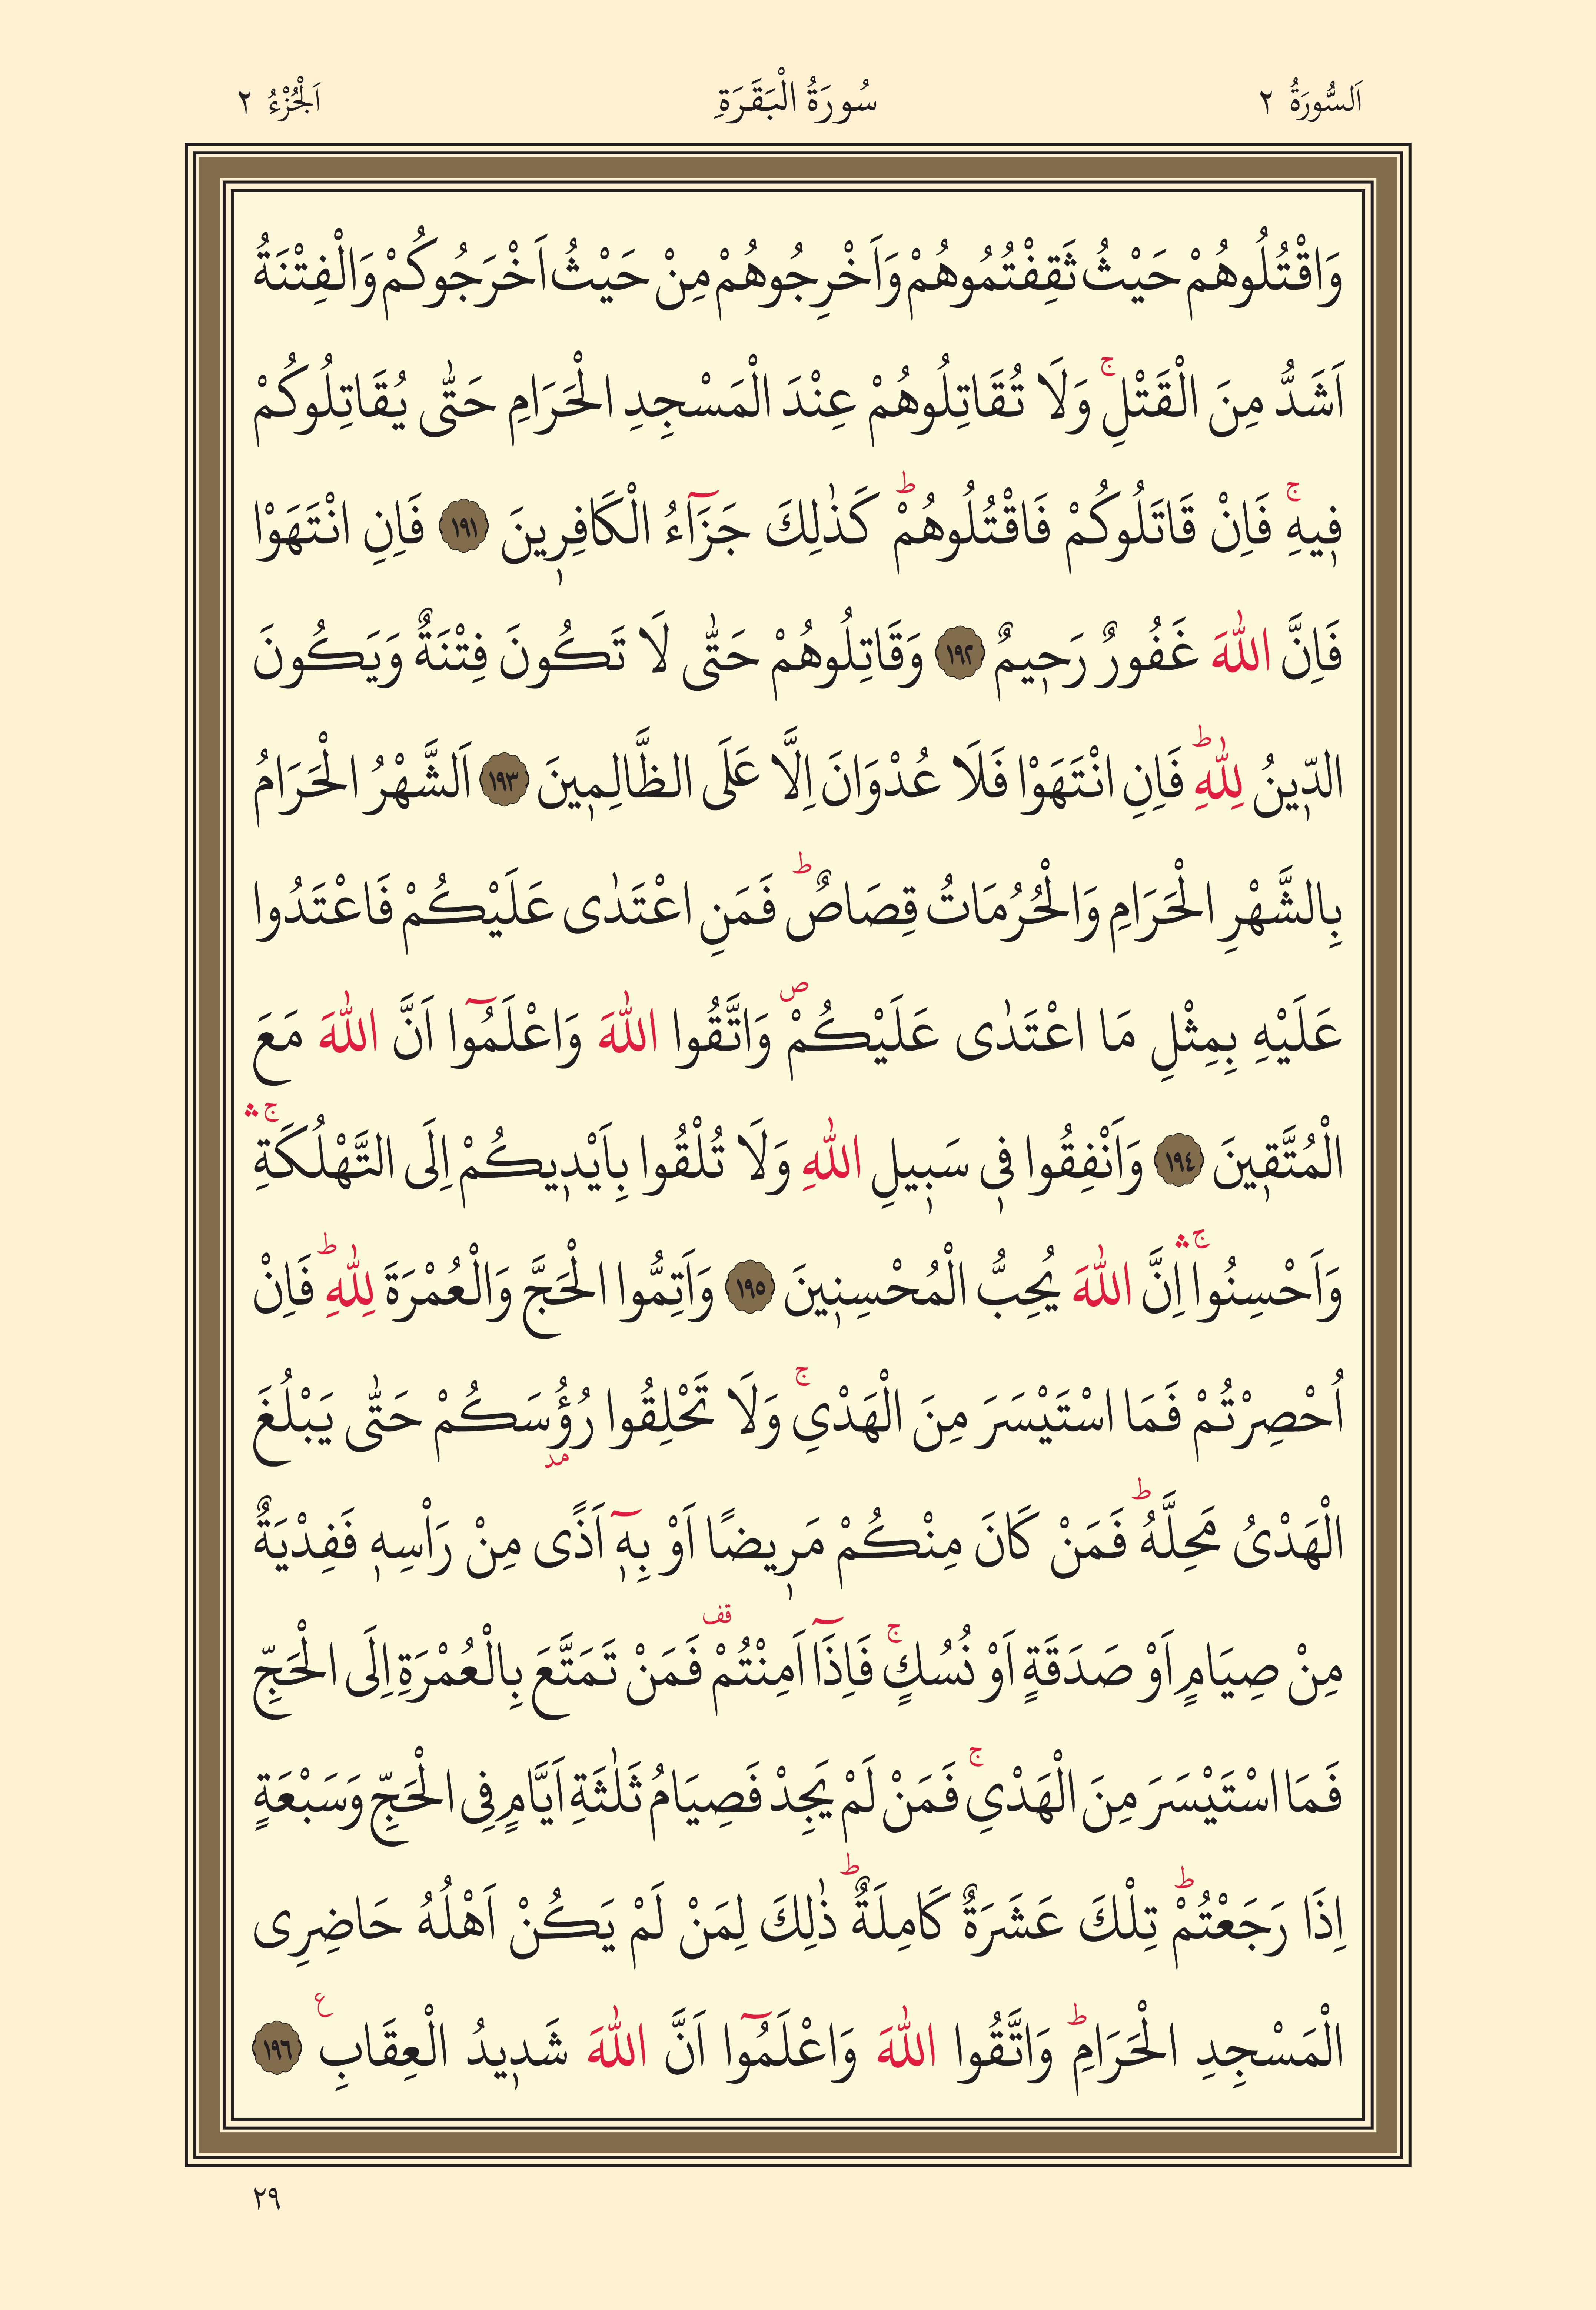 اَلسُّورَةُ ٢ سُورَةُ الْبَقَرَةِ اَلْجُزْءُ ٢
وَاقْتُلُوهُمْ حَيْثُ ثَقِفْتُمُوهُمْ وَاَخْرِجُوهُمْ مِنْ حَيْثُ اَخْرَجُوكُمْ وَالْفِتْنَةُ
اَشَدُّ مِنَ الْقَتْلِۚ وَلَا تُقَاتِلُوهُمْ عِنْدَ الْمَسْجِدِ الْحَرَامِ حَتّٰى يُقَاتِلُوكُمْ
ف۪يهِۚ فَاِنْ قَاتَلُوكُمْ فَاقْتُلُوهُمْۜ كَذٰلِكَ جَزَٓاءُ الْكَافِر۪ينَ ١٩١ فَاِنِ انْتَهَوْا
فَاِنَّ اللّٰهَ غَفُورٌ رَح۪يمٌ ١٩٢ وَقَاتِلُوهُمْ حَتّٰى لَا تَكُونَ فِتْنَةٌ وَيَكُونَ
الدّ۪ينُ لِلّٰهِۜ فَاِنِ انْتَهَوْا فَلَا عُدْوَانَ اِلَّا عَلَى الظَّالِم۪ينَ ١٩٣ اَلشَّهْرُ الْحَرَامُ
بِالشَّهْرِ الْحَرَامِ وَالْحُرُمَاتُ قِصَاصٌۜ فَمَنِ اعْتَدٰى عَلَيْكُمْ فَاعْتَدُوا
عَلَيْهِ بِمِثْلِ مَا اعْتَدٰى عَلَيْكُمْۖ وَاتَّقُوا اللّٰهَ وَاعْلَمُٓوا اَنَّ اللّٰهَ مَعَ
الْمُتَّق۪ينَ ١٩٤ وَاَنْفِقُوا ف۪ي سَب۪يلِ اللّٰهِ وَلَا تُلْقُوا بِاَيْد۪يكُمْ اِلَى التَّهْلُكَةِۚۛ
وَاَحْسِنُواۚۛ اِنَّ اللّٰهَ يُحِبُّ الْمُحْسِن۪ينَ ١٩٥ وَاَتِمُّوا الْحَجَّ وَالْعُمْرَةَ لِلّٰهِۜ فَاِنْ
اُحْصِرْتُمْ فَمَا اسْتَيْسَرَ مِنَ الْهَدْيِۚ وَلَا تَحْلِقُوا رُؤُ۫سَكُمْ حَتّٰى يَبْلُغَ
الْهَدْيُ مَحِلَّهُۜ فَمَنْ كَانَ مِنْكُمْ مَر۪يضًا اَوْ بِه۪ٓ اَذًى مِنْ رَاْسِه۪ فَفِدْيَةٌ
مِنْ صِيَامٍ اَوْ صَدَقَةٍ اَوْ نُسُكٍۚ فَاِذَٓا اَمِنْتُمْ۠ فَمَنْ تَمَتَّعَ بِالْعُمْرَةِ اِلَى الْحَجِّ
فَمَا اسْتَيْسَرَ مِنَ الْهَدْيِۚ فَمَنْ لَمْ يَجِدْ فَصِيَامُ ثَلٰثَةِ اَيَّامٍ فِي الْحَجِّ وَسَبْعَةٍ
اِذَا رَجَعْتُمْۜ تِلْكَ عَشَرَةٌ كَامِلَةٌۜ ذٰلِكَ لِمَنْ لَمْ يَكُنْ اَهْلُهُ حَاضِرِي
الْمَسْجِدِ الْحَرَامِۜ وَاتَّقُوا اللّٰهَ وَاعْلَمُٓوا اَنَّ اللّٰهَ شَد۪يدُ الْعِقَابِ ع ١٩٦
٢٩